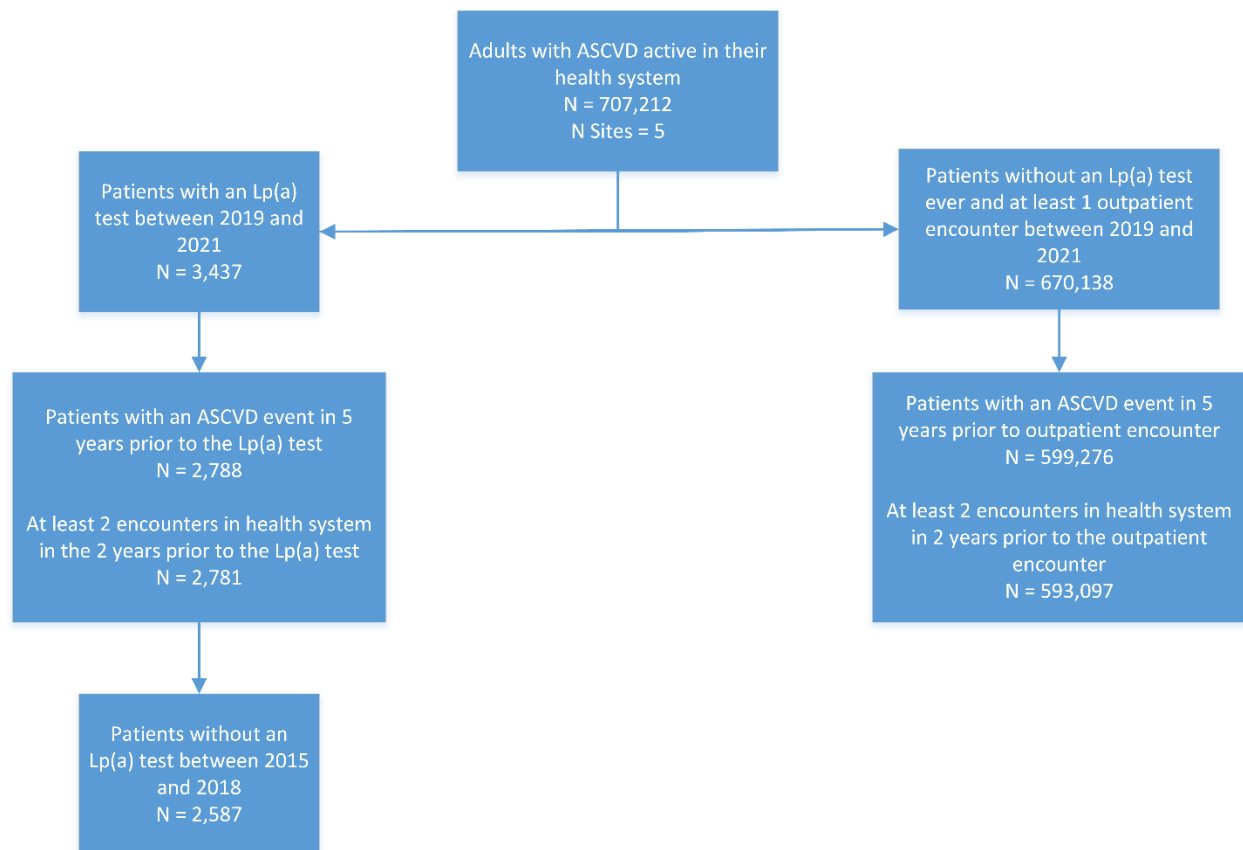 Adults with ASCVD active in their
health system
N = 707,212
N Sites = 5
Patients with an Lp(a)
test between 2019 and
2021
N = 3,437
Patients without an Lp(a) test
ever and at least 1 outpatient
encounter between 2019 and
2021
N = 670,138
Patients with an ASCVD event in 5
years prior to the Lp(a) test
N = 2,788
At least 2 encounters in health system
in the 2 years prior to the Lp(a) test
N = 2,781
Patients with an ASCVD event in 5
years prior to outpatient encounter
N = 599,276
At least 2 encounters in health system
in 2 years prior to the outpatient
encounter
N = 593,097
Patients without an
Lp(a) test between 2015
and 2018
N = 2,587